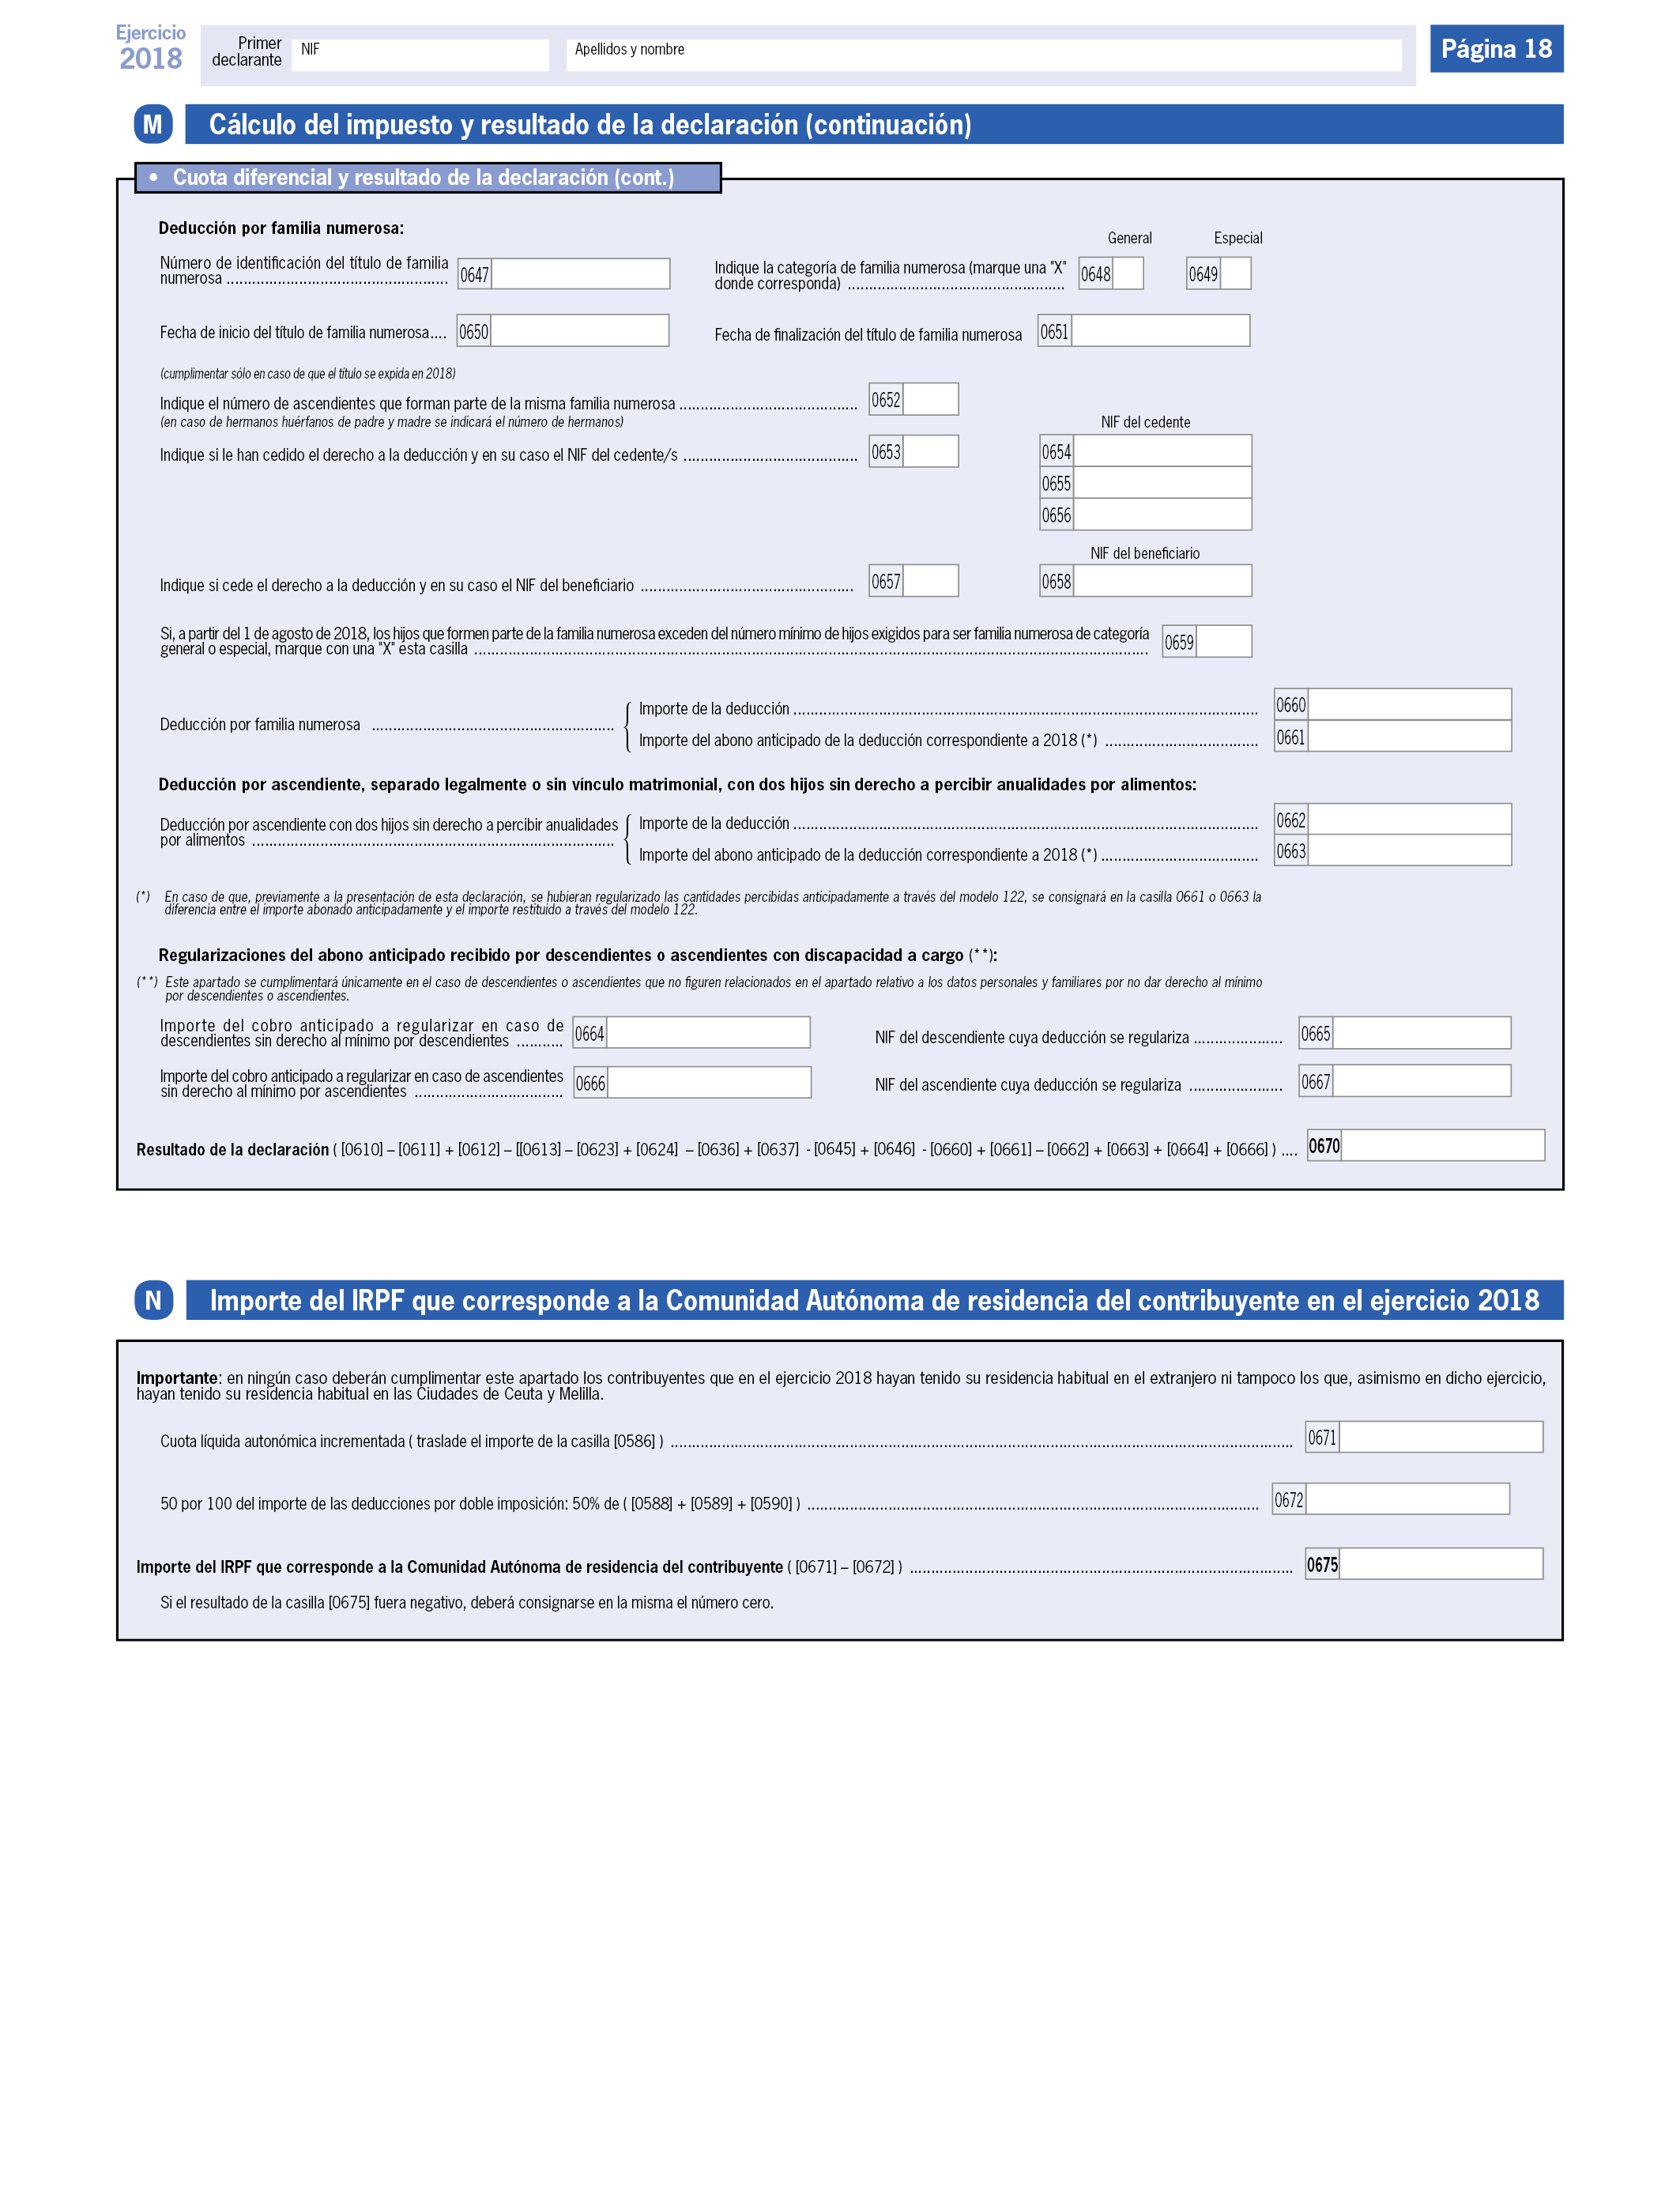 Ejercicio
2018
Primer
declarante
NIF
Apellidos y nombre
Página 18
M
Cálculo del impuesto y resultado de la declaración (continuación)
• Cuota diferencial y resultado de la declaración (cont.)
Deducción por familia numerosa:
General
Especial
Número de identificación del título de familia
numerosa ....................................................
0647
Indique la categoría de familia numerosa (marque una "X"
donde corresponda) ...................................................
0648
0649
Fecha de inicio del título de familia numerosa....
0650
Fecha de finalización del título de familia numerosa
0651
(cumplimentar sólo en caso de que el título se expida en 2018)
Indique el número de ascendientes que forman parte de la misma familia numerosa ..........................................
0652
(en caso de hermanos huérfanos de padre y madre se indicará el número de hermanos)
NIF del cedente
Indique si le han cedido el derecho a la deducción y en su caso el NIF del cedente/s .........................................
0653
0654
0655
0656
NIF del beneficiario
Indique si cede el derecho a la deducción y en su caso el NIF del beneficiario ..................................................
0657
0658
Si, a partir del 1 de agosto de 2018, los hijos que formen parte de la familia numerosa exceden del número mínimo de hijos exigidos para ser familia numerosa de categoría
general o especial, marque con una "X" esta casilla ..............................................................................
0659
Deducción por familia numerosa .........................................................
Importe de la deducción ..............................................................................
0660
Importe del abono anticipado de la deducción correspondiente a 2018 (*) ....................................
0661
Deducción por ascendiente, separado legalmente o sin vínculo matrimonial, con dos hijos sin derecho a percibir anualidades por alimentos:
Deducción por ascendiente con dos hijos sin derecho a percibir anualidades
por alimentos .....................................................................................
Importe de la deducción ..............................................................................
0662
Importe del abono anticipado de la deducción correspondiente a 2018 (*) .....................................
0663
(*) En caso de que, previamente a la presentación de esta declaración, se hubieran regularizado las cantidades percibidas anticipadamente a través del modelo 122, se consignará en la casilla 0661 o 0663 la
diferencia entre el importe abonado anticipadamente y el importe restituido a través del modelo 122.
Regularizaciones del abono anticipado recibido por descendientes o ascendientes con discapacidad a cargo (**):
(**) Este apartado se cumplimentará únicamente en el caso de descendientes o ascendientes que no figuren relacionados en el apartado relativo a los datos personales y familiares por no dar derecho al mínimo
por descendientes o ascendientes.
Importe del cobro anticipado a regularizar en caso de
descendientes sin derecho al mínimo por descendientes ...........
0664
NIF del descendiente cuya deducción se regulariza .....................
0665
Importe del cobro anticipado a regularizar en caso de ascendientes
sin derecho al mínimo por ascendientes ...................................
0666
NIF del ascendiente cuya deducción se regulariza ......................
0667
Resultado de la declaración ( [0610] – [0611] + [0612] – [[0613] – [0623] + [0624] – [0636] + [0637] - [0645] + [0646] - [0660] + [0661] – [0662] + [0663] + [0664] + [0666] ) ....
0670
N
Importe del IRPF que corresponde a la Comunidad Autónoma de residencia del contribuyente en el ejercicio 2018
Importante: en ningún caso deberán cumplimentar este apartado los contribuyentes que en el ejercicio 2018 hayan tenido su residencia habitual en el extranjero ni tampoco los que, asimismo en dicho ejercicio,
hayan tenido su residencia habitual en las Ciudades de Ceuta y Melilla.
Cuota líquida autonómica incrementada ( traslade el importe de la casilla [0586] ) ..............................................................................
0671
50 por 100 del importe de las deducciones por doble imposición: 50% de ( [0588] + [0589] + [0590] ) ..............................................................................
0672
Importe del IRPF que corresponde a la Comunidad Autónoma de residencia del contribuyente ( [0671] – [0672] ) ..............................................................................
0675
Si el resultado de la casilla [0675] fuera negativo, deberá consignarse en la misma el número cero.